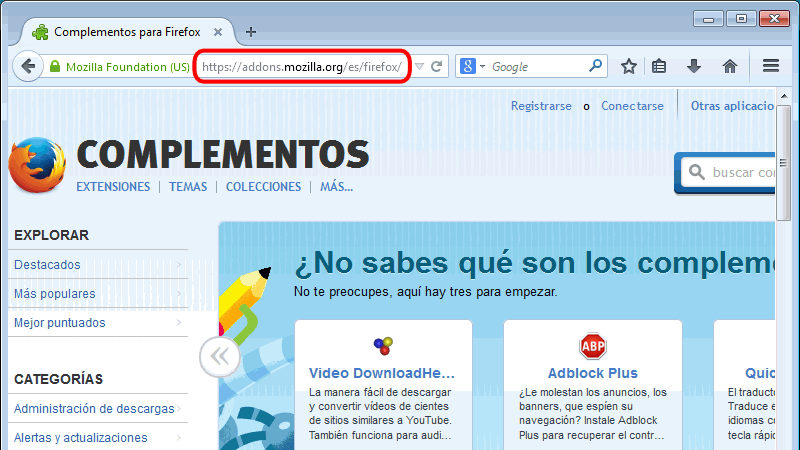 Complementos para Firefox
Mozilla Foundation (US) https://addons.mozilla.org/es/firefox/ Google
Registrarse o Conectarse Otras aplicacio
COMPLEMENTOS
EXTENSIONES | TEMAS | COLECCIONES | MÁS...
buscar co
EXPLORAR
Destacados
Más populares
Mejor puntuados
CATEGORÍAS
Administración de descargas
Alertas y actualizaciones
¿No sabes qué son los complem
No te preocupes, aquí hay tres para empezar.
Video DownloadHe...
La manera fácil de descargar
y convertir vídeos de cientes
de sitios similares a YouTube.
También funciona para audi...
ABP
Adblock Plus
¿Le molestan los anuncios, los
banners, que espíen su
navegación? Instale Adblock
Plus para recuperar el contr...
Quic
El traducto
Traduce e
idiomas co
tecla rápid